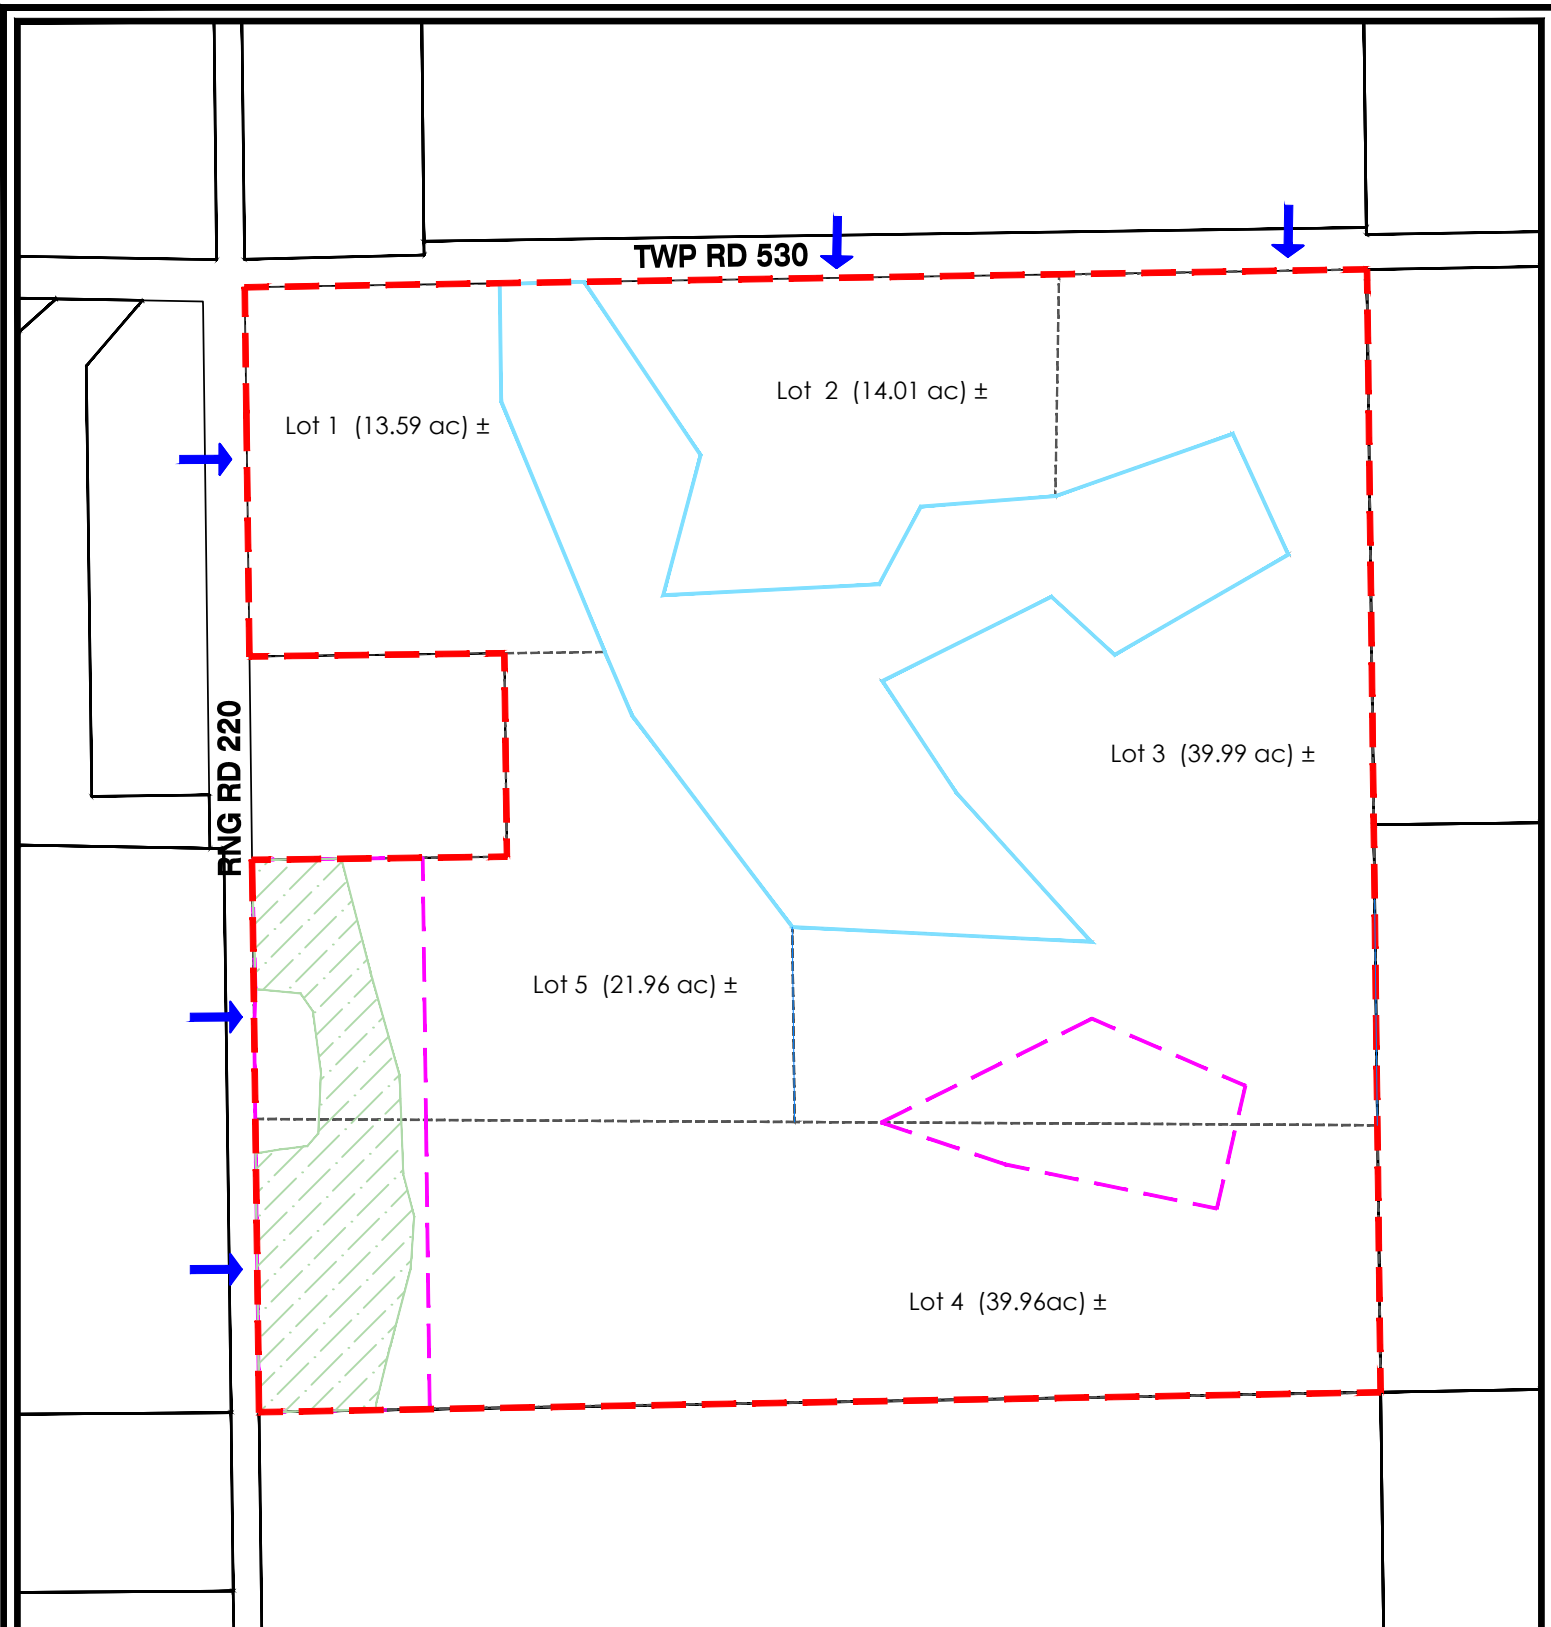 TWP RD 530
Lot 2 (14.01 ac) ±
Lot 1 (13.59 ac) ±
RNG RD 220
Lot 3 (39.99 ac) ±
Lot 5 (21.96 ac) ±
Lot 4 (39.96ac) ±